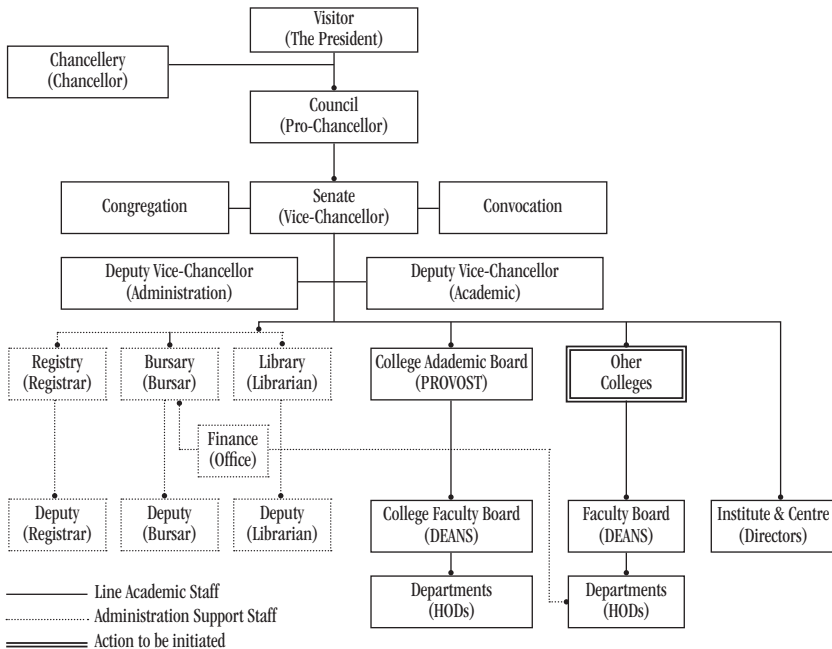 Visitor
(The President)
Chancellery
(Chancellor)
Council
(Pro-Chancellor)
Congregation
Senate
(Vice-Chancellor)
Convocation
Deputy Vice-Chancellor
(Administration)
Deputy Vice-Chancellor
(Academic)
Registry
(Registrar)
Bursary
(Bursar)
Library
(Librarian)
College Adademic Board
(PROVOST)
Oher
Colleges
Finance
(Office)
Deputy
(Registrar)
Deputy
(Bursar)
Deputy
(Librarian)
College Faculty Board
(DEANS)
Faculty Board
(DEANS)
Institute & Centre
(Directors)
Departments
(HODs)
Departments
(HODs)
Line Academic Staff
Administration Support Staff
Action to be initiated